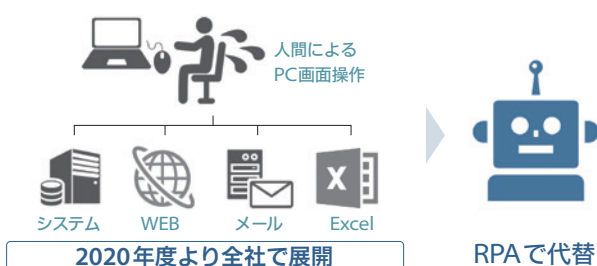 人間による
PC画面操作
X
システム
WEB
メール
Excel
2020年度より全社で展開
RPAで代替